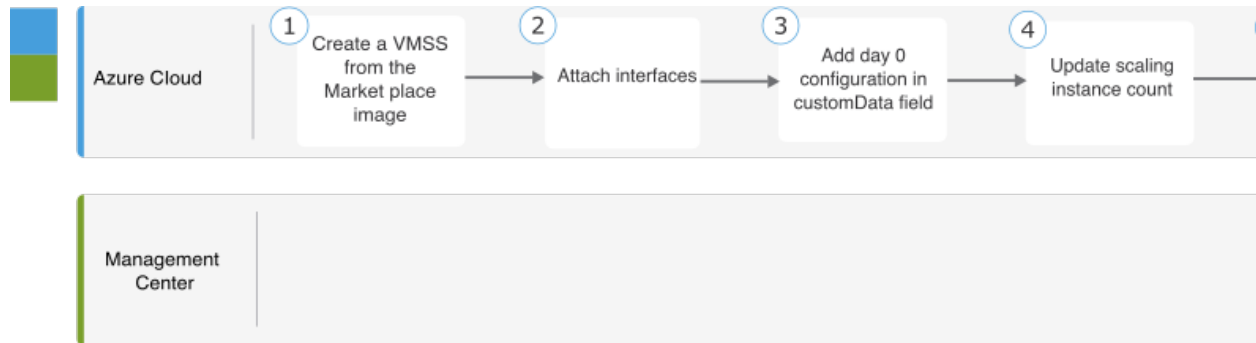 Azure Cloud
1
Create a VMSS
from the
Market place
image
2
Attach interfaces
3
Add day 0
configuration in
customData field
4
Update scaling
instance count
Management
Center